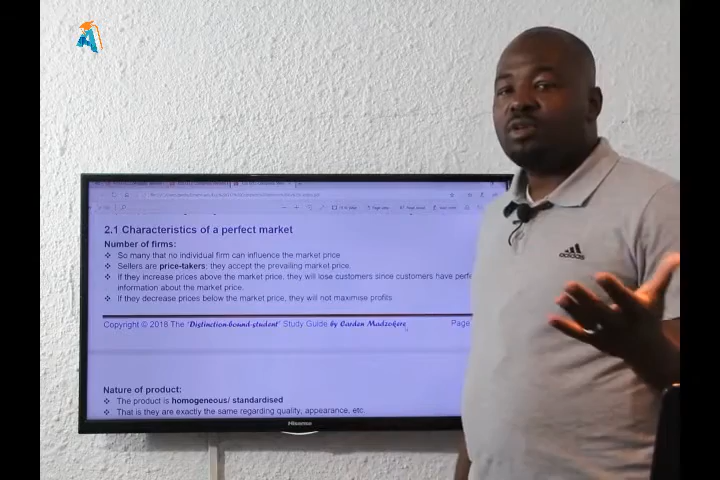 2.1 Characteristics of a perfect market
Number of firms:
❖ So many that no individual firm can influence the market price
❖ Sellers are price-takers; they accept the prevailing market price.
❖ If they increase prices above the market price, they will lose customers since customers have
information about the market price.
❖ If they decrease prices below the market price, they will not maximise profits
Copyright © 2018 The "Distinction-bound-student" Study Guide by Carden Madzokere
Page
Nature of product:
❖ The product is homogeneous/ standardised
❖ That is they are exactly the same regarding quality, appearance, etc.
Hisense
adidas